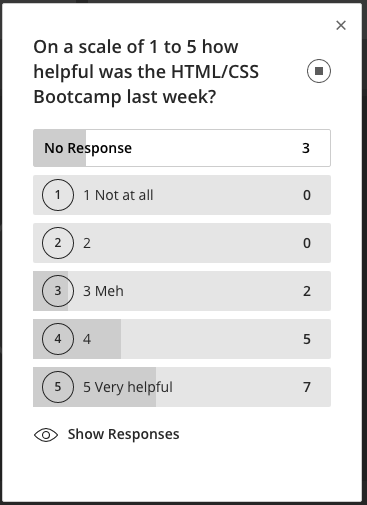 On a scale of 1 to 5 how
helpful was the HTML/CSS
Bootcamp last week?
No Response 3
1 1 Not at all 0
2 2 0
3 3 Meh 2
4 4 5
5 5 Very helpful 7
Show Responses